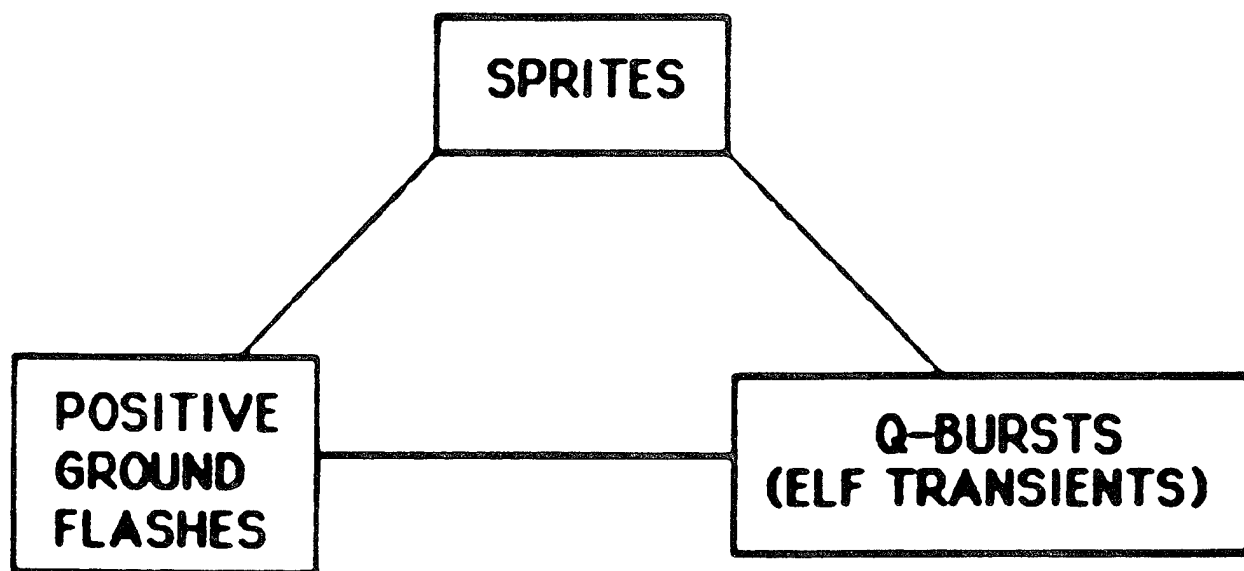 SPRITES
POSITIVE
GROUND
FLASHES
Q-BURSTS
(ELF TRANSIENTS)